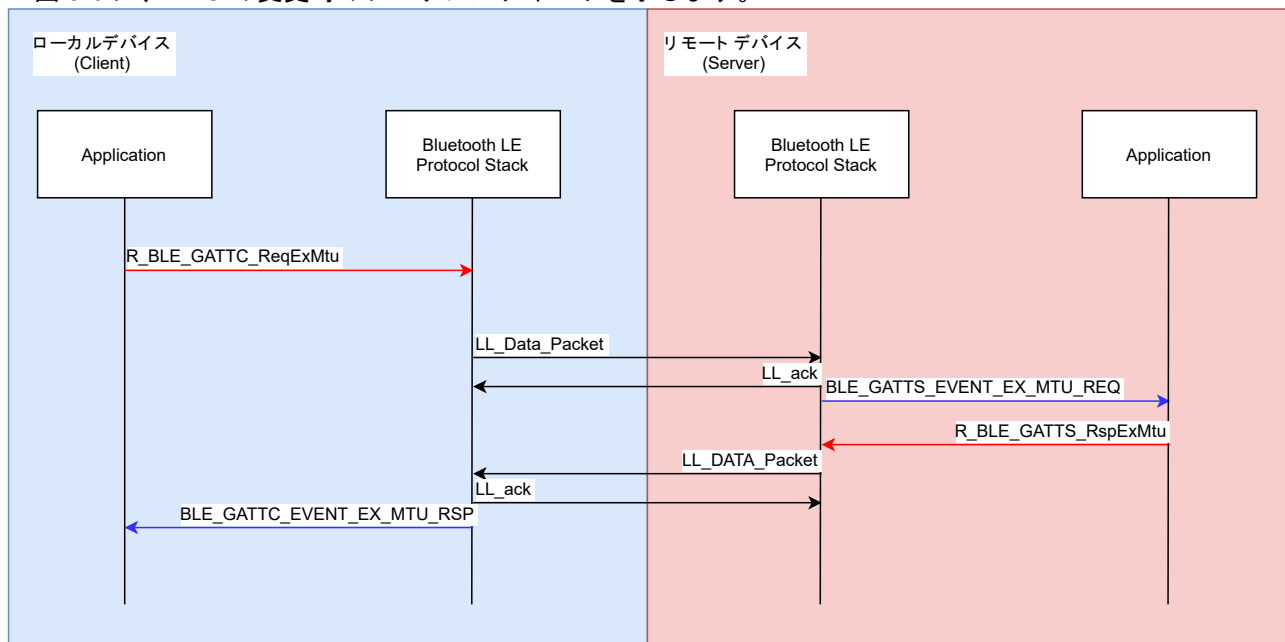 ローカルデバイス
(Client)
リモートデバイス
(Server)
Application
Bluetooth LE
Protocol Stack
Bluetooth LE
Protocol Stack
Application
R_BLE_GATTC_ReqExMtu
LL_Data_Packet
LL_ack
BLE_GATTS_EVENT_EX_MTU_REQ
R_BLE_GATTS_RspExMtu
LL_DATA_Packet
LL_ack
BLE_GATTC_EVENT_EX_MTU_RSP